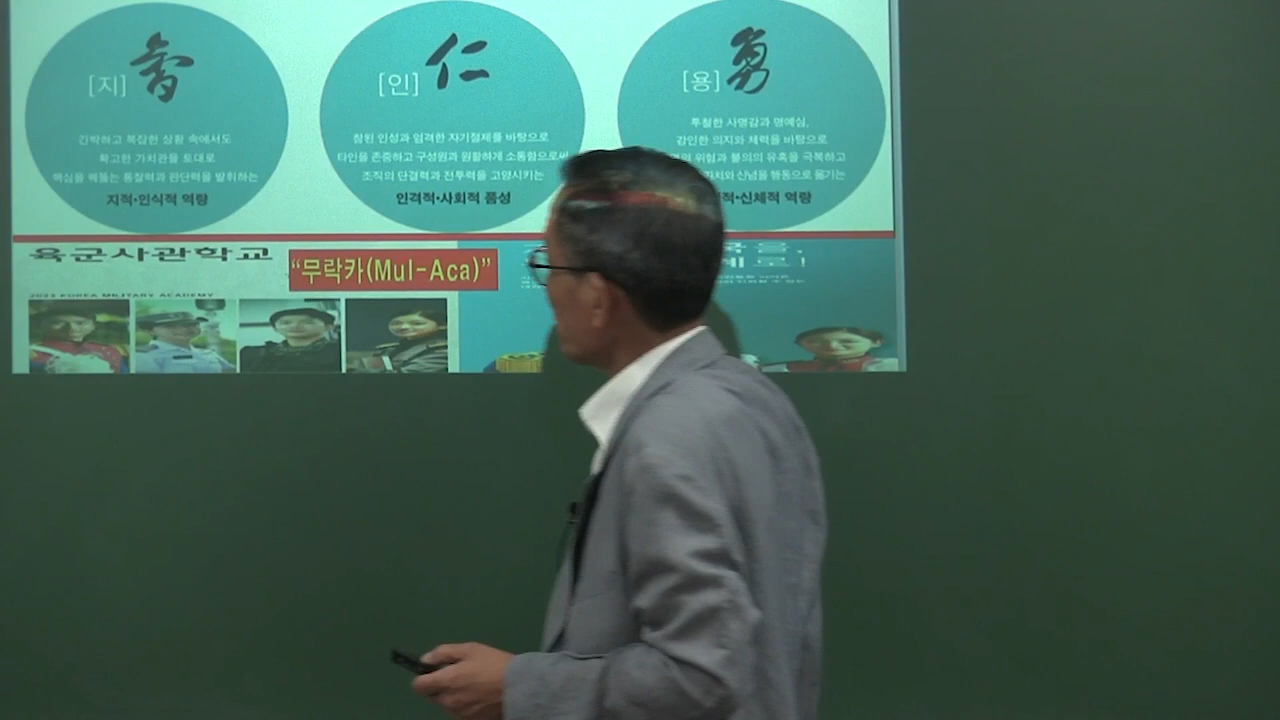 [지] 智
긴박하고 복잡한 상황 속에서도
확고한 가치관을 토대로
핵심을 꿰뚫는 통찰력과 판단력을 발휘하는
지적·인식적 역량
[인] 仁
참된 인성과 엄격한 자기절제를 바탕으로
타인을 존중하고 구성원과 원활하게 소통함으로써
조직의 단결력과 전투력을 고양시키는
인격적·사회적 품성
[용] 勇
투철한 사명감과 명예심,
강인한 의지와 체력을 바탕으로
위험과 불의의 유혹을 극복하고
가치와 신념을 행동으로 옮기는
적·신체적 역량
육군사관학교
"무락카(Mul-Aca)"
2023 KOREA MILITARY ACADEMY